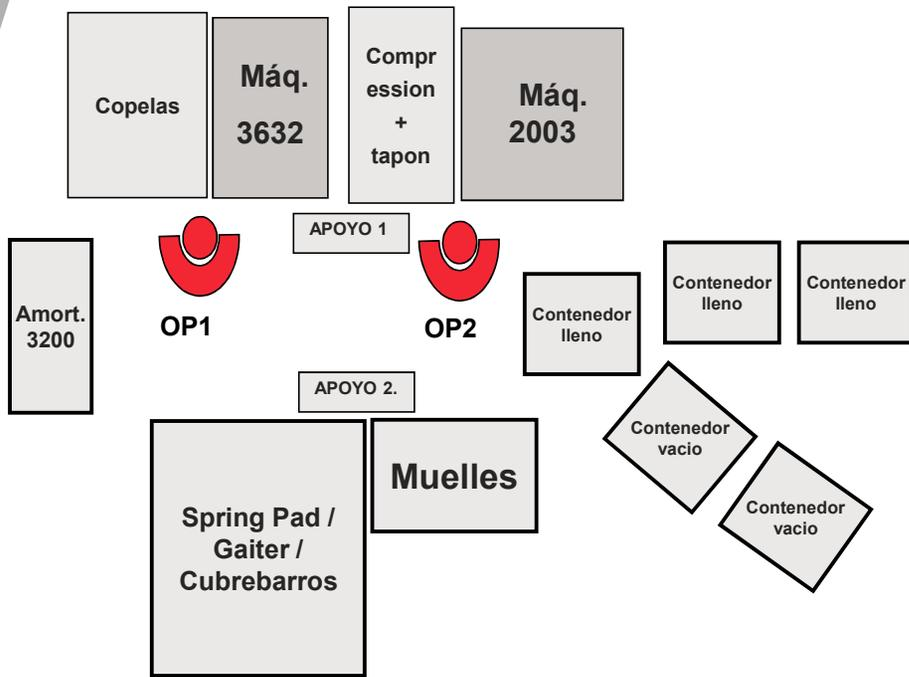 Copelas
Máq.
3632
Compr
ession
+
tapon
Máq.
2003
APOYO 1
Amort.
3200
OP1
OP2
Contenedor
lleno
Contenedor
lleno
Contenedor
lleno
APOYO 2.
Contenedor
vacio
Muelles
Spring Pad /
Gaiter /
Cubrebarros
Contenedor
vacio